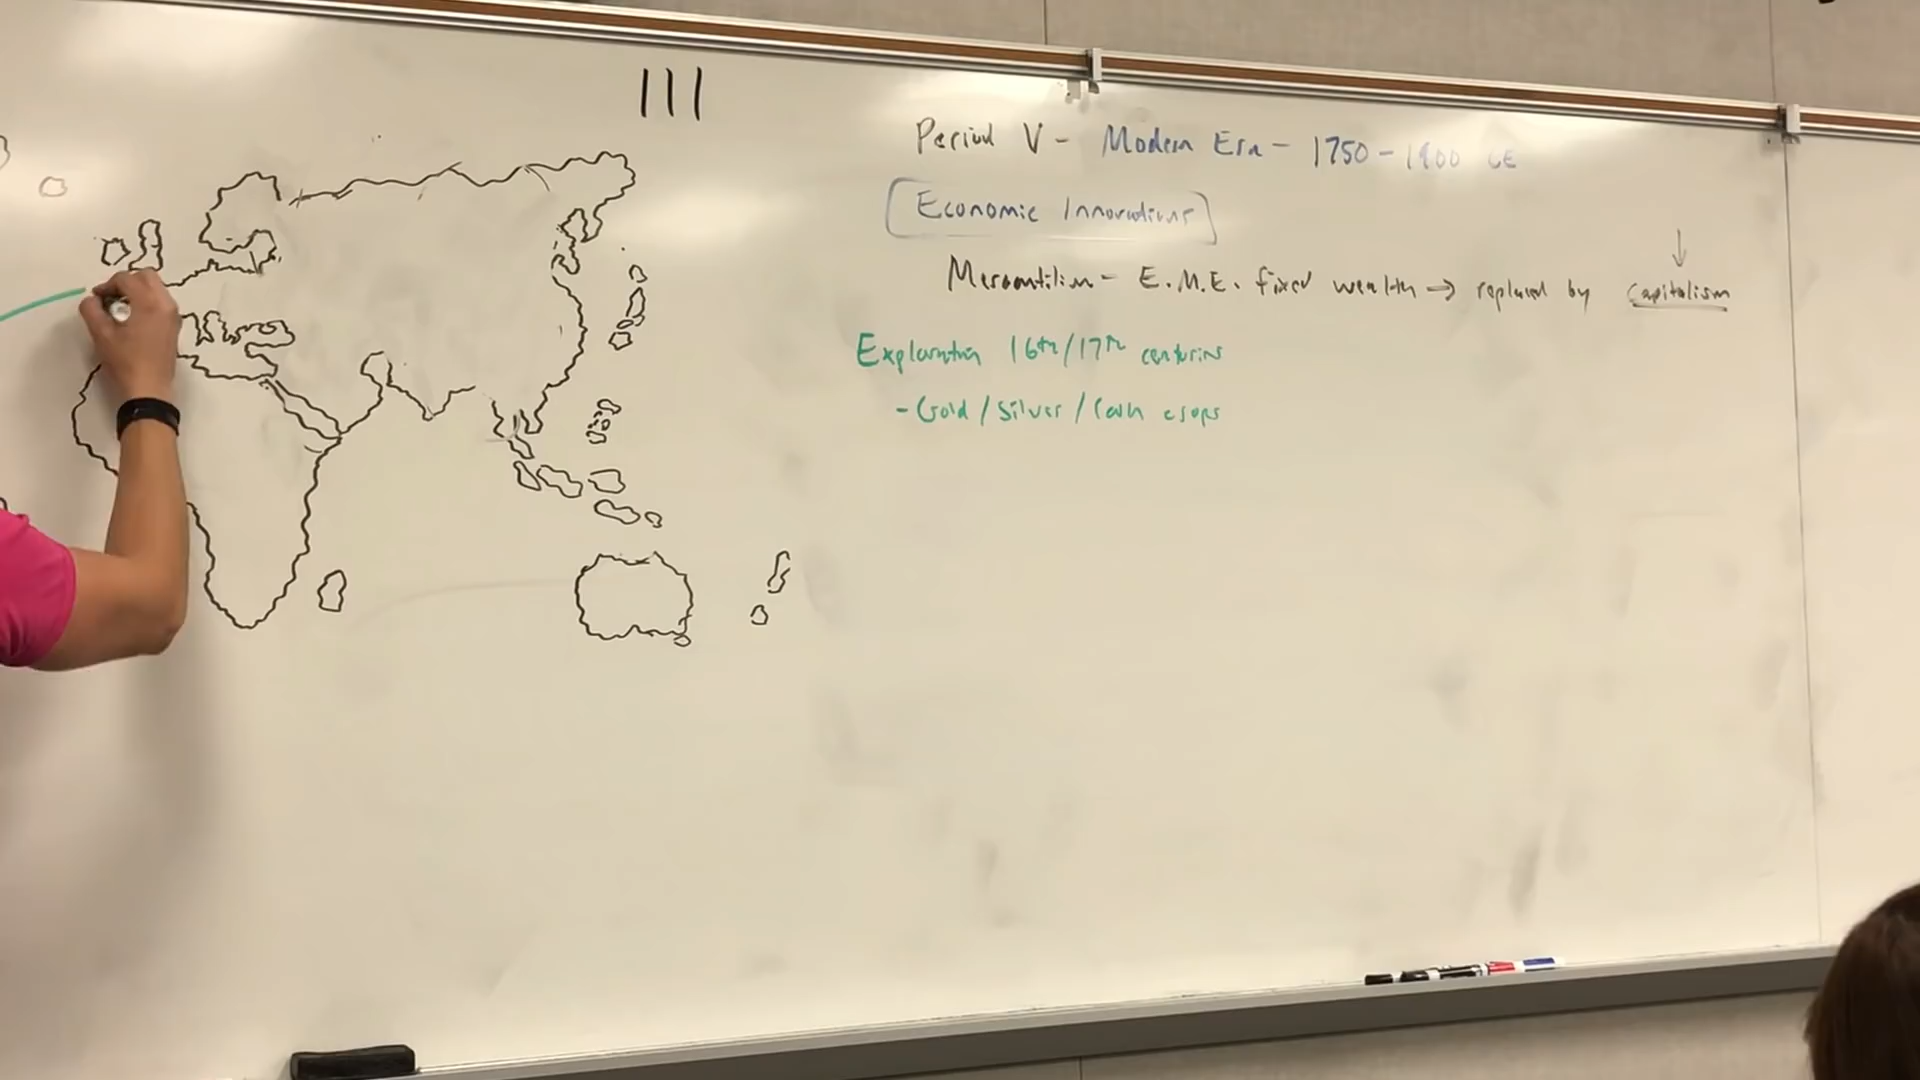 III
Period V - Modern Era - 1750 - 1900 CE
Economic Innovations
Mercantilism - E.M.E. fixed wealth → replaced by capitalism
Exploration 16th/17th centuries
- Gold / Silver / Cash crops